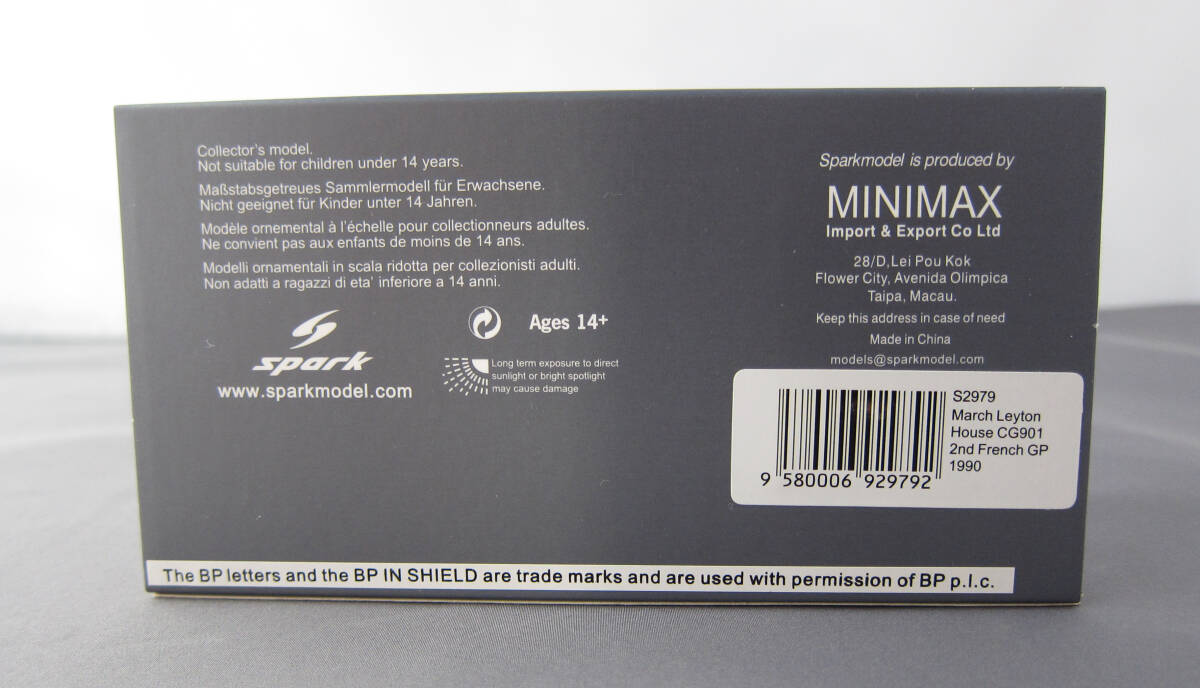 Collector's model.
Not suitable for children under 14 years.
Maßstabsgetreues Sammlermodell für Erwachsene.
Nicht geeignet für Kinder unter 14 Jahren.
Modèle ornemental à l'échelle pour collectionneurs adultes.
Ne convient pas aux enfants de moins de 14 ans.
Modelli ornamentali in scala ridotta per collezionisti adulti.
Non adatti a ragazzi di eta' inferiore a 14 anni.
spark
www.sparkmodel.com
Ages 14+
Long term exposure to direct
sunlight or bright spotlight
may cause damage
Sparkmodel is produced by
MINIMAX
Import & Export Co Ltd
28/D,Lei Pou Kok
Flower City, Avenida Olimpica
Taipa, Macau.
Keep this address in case of need
Made in China
models@sparkmodel.com
S2979
March Leyton
House CG901
2nd French GP
1990
9 580006 929792
The BP letters and the BP IN SHIELD are trade marks and are used with permission of BP p.l.c.